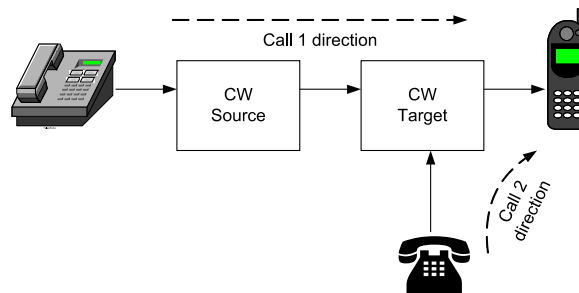 Call 1 direction
CW
Source
CW
Target
Call 2
direction